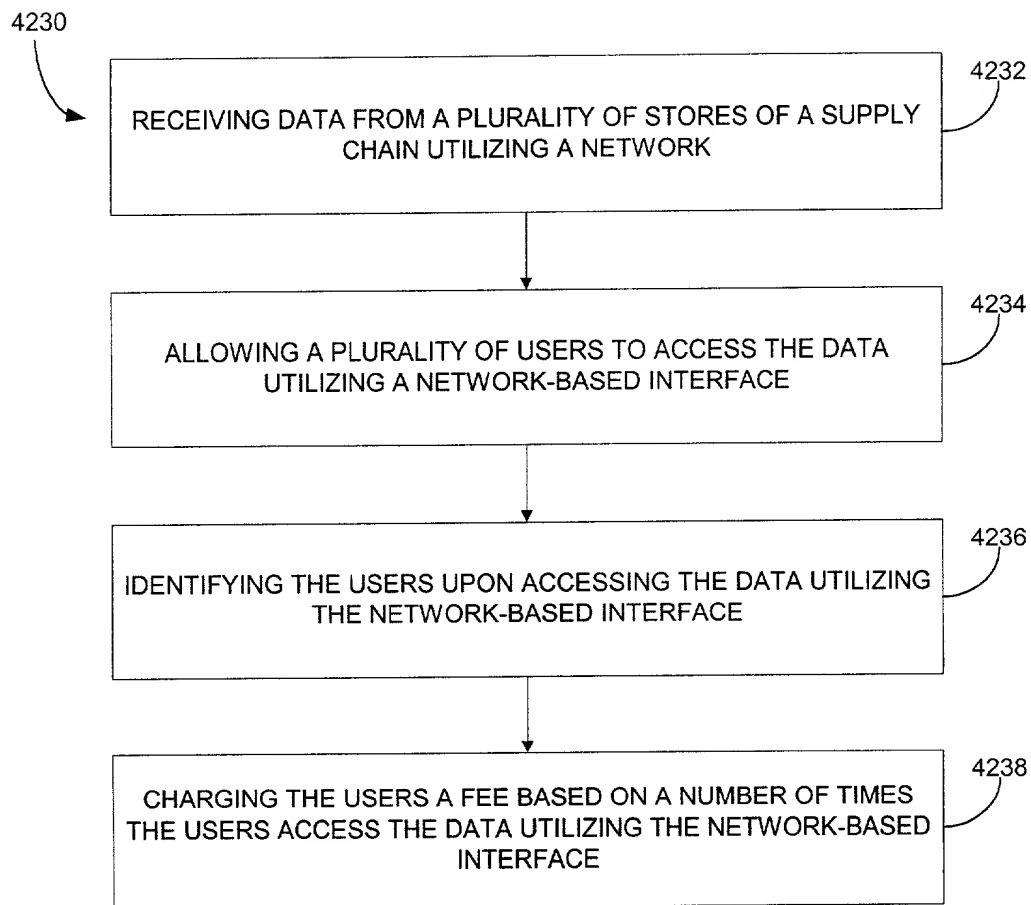 4230
4232
RECEIVING DATA FROM A PLURALITY OF STORES OF A SUPPLY
CHAIN UTILIZING A NETWORK
4234
ALLOWING A PLURALITY OF USERS TO ACCESS THE DATA
UTILIZING A NETWORK-BASED INTERFACE
4236
IDENTIFYING THE USERS UPON ACCESSING THE DATA UTILIZING
THE NETWORK-BASED INTERFACE
4238
CHARGING THE USERS A FEE BASED ON A NUMBER OF TIMES
THE USERS ACCESS THE DATA UTILIZING THE NETWORK-BASED
INTERFACE